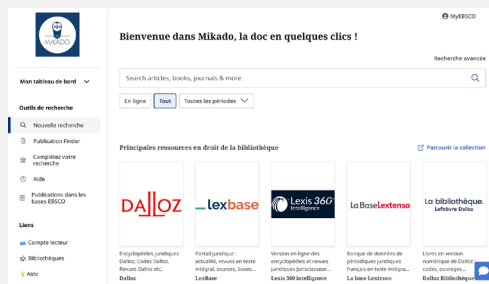 MyEBSCO
MIKADO
Bienvenue dans Mikado, la doc en quelques clics !
Recherche avancée
Mon tableau de bord
Search articles, books, journals & more
En ligne
Tout
Toutes les périodes
Outils de recherche
Nouvelle recherche
Publication Finder
Complétez votre
recherche
Aide
Publications dans les
bases EBSCO
Liens
Compte lecteur
Bibliothèques
Aide
Principales ressources en droit de la bibliothèque
Parcourir la collection
DALLOZ
Encyclopédies juridiques
Dalloz, Codes Dalloz,
Revues Dalloz etc.
Dalloz
lexbase
Portail juridique :
actualité, revues en texte
intégral, sources, bases...
LexBase
Lexis 360
Intelligence
Version en ligne des
encyclopédies et revues
juridiques Jurisclasseur...
Lexis 360 intelligence
La BaseLextenso
Banque de données de
périodiques juridiques
français en texte intégra...
La base Lextenso
La bibliothèque.
Lefebvre Dalloz
Livres en version
numérique de Dalloz :
codes, ouvrages...
Dalloz Bibliothèque